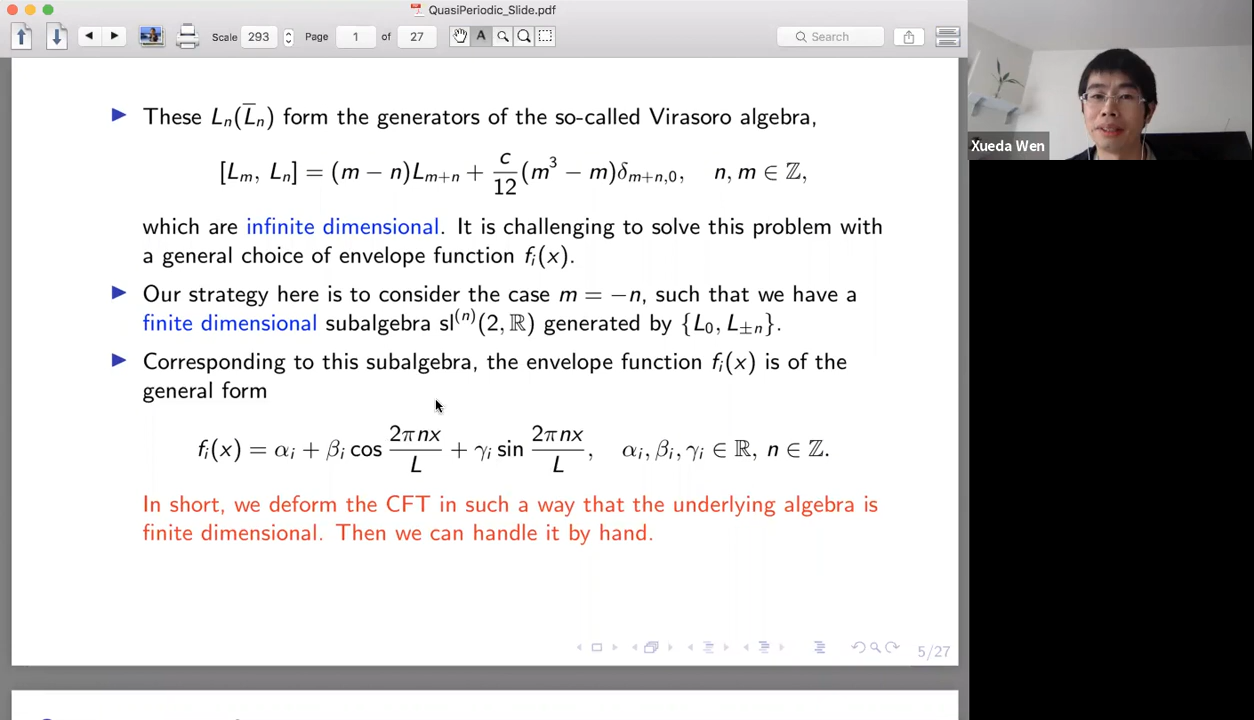 QuasiPeriodic_Slide.pdf
Scale 293 Page 1 of 27 A Search
▶ These Lₙ(L̅ₙ) form the generators of the so-called Virasoro algebra,
[Lₘ, Lₙ] = (m − n)Lₘ₊ₙ + c/12 (m³ − m)δₘ₊ₙ,₀, n, m ∈ ℤ,
which are infinite dimensional. It is challenging to solve this problem with
a general choice of envelope function fᵢ(x).
▶ Our strategy here is to consider the case m = −n, such that we have a
finite dimensional subalgebra sl⁽ⁿ⁾(2, ℝ) generated by {L₀, L±ₙ}.
▶ Corresponding to this subalgebra, the envelope function fᵢ(x) is of the
general form
fᵢ(x) = αᵢ + βᵢ cos 2πnx/L + γᵢ sin 2πnx/L, αᵢ, βᵢ, γᵢ ∈ ℝ, n ∈ ℤ.
In short, we deform the CFT in such a way that the underlying algebra is
finite dimensional. Then we can handle it by hand.
5/27
Xueda Wen